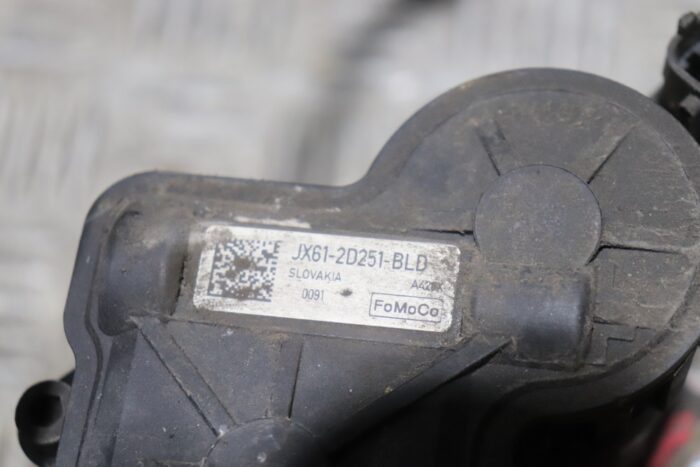 JX61-2D251-BLD
SLOVAKIA
0091
FoMoCo